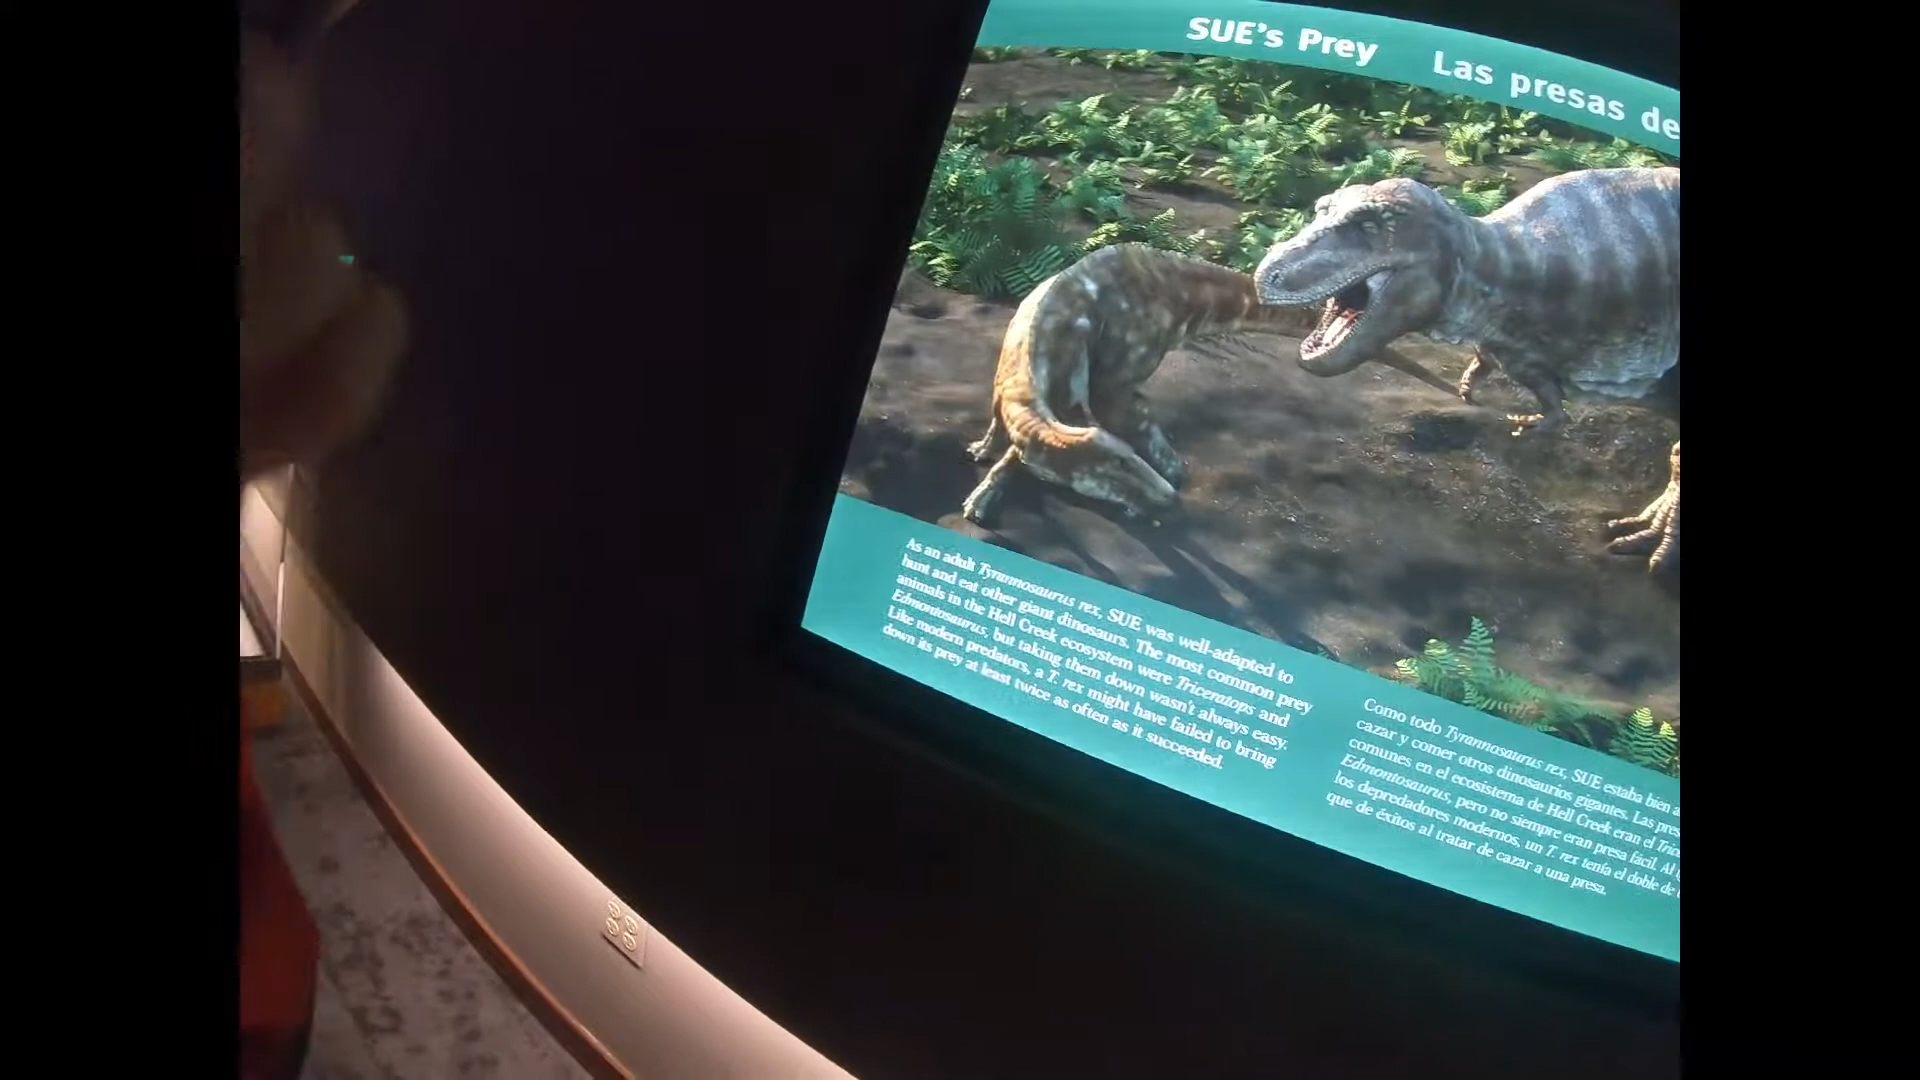 SUE's Prey
Las presas de
As an adult Tyrannosaurus rex, SUE was well-adapted to
hunt and eat other giant dinosaurs. The most common prey
animals in the Hell Creek ecosystem were Triceratops and
Edmontosaurus, but taking them down wasn't always easy.
Like modern predators, a T. rex might have failed to bring
down its prey at least twice as often as it succeeded.
Como todo Tyrannosaurus rex, SUE estaba bien
cazar y comer otros dinosaurios gigantes. Las
comunes en el ecosistema de Hell Creek eran el
Edmontosaurus, pero no siempre eran presa fácil. Al
los depredadores modernos, un T. rex tenía el doble de
que de éxitos al tratar de cazar a una presa.